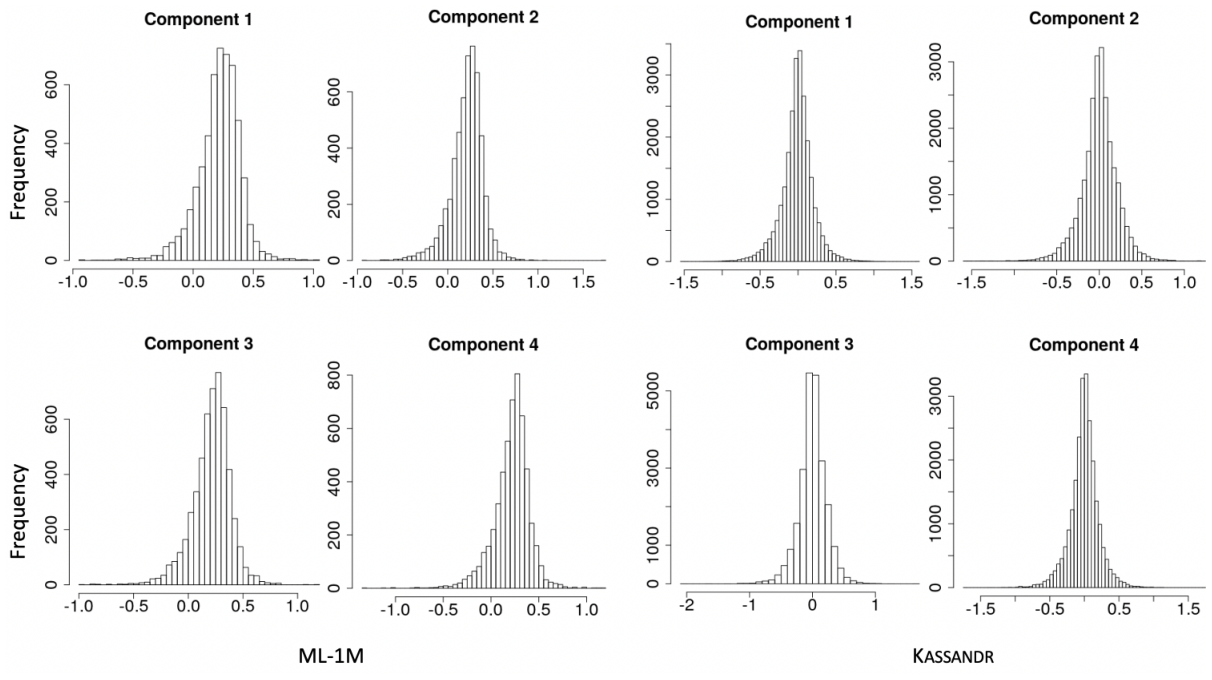 Component 1
Component 2
Component 1
Component 2
Frequency
0 200 400 600
-1.0 -0.5 0.0 0.5 1.0
0 200 400 600
-1.0 -0.5 0.0 0.5 1.0 1.5
0 1000 2000 3000
-1.5 -0.5 0.0 0.5 1.5
0 1000 2000 3000
-1.5 -0.5 0.0 0.5 1.0
Component 3
Component 4
Component 3
Component 4
Frequency
0 200 400 600
-1.0 -0.5 0.0 0.5 1.0
0 200 400 600 800
-1.0 -0.5 0.0 0.5 1.0
0 1000 3000 5000
-2 -1 0 1
0 1000 2000 3000
-1.5 -0.5 0.5 1.5
ML-1M
KASSANDR